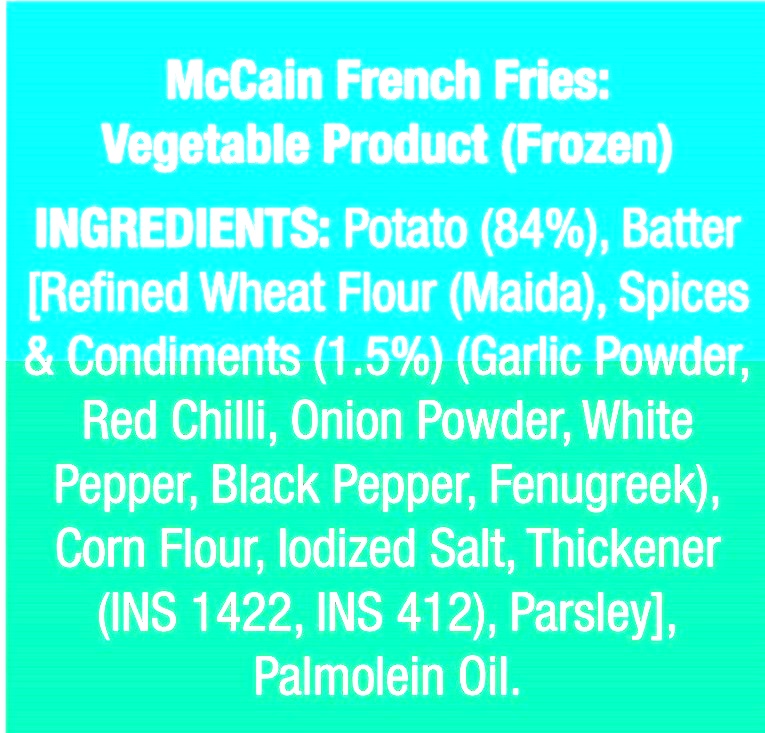 McCain French Fries:
Vegetable Product (Frozen)
INGREDIENTS: Potato (84%), Batter
[Refined Wheat Flour (Maida), Spices
& Condiments (1.5%) (Garlic Powder,
Red Chilli, Onion Powder, White
Pepper, Black Pepper, Fenugreek),
Corn Flour, Iodized Salt, Thickener
(INS 1422, INS 412), Parsley],
Palmolein Oil.